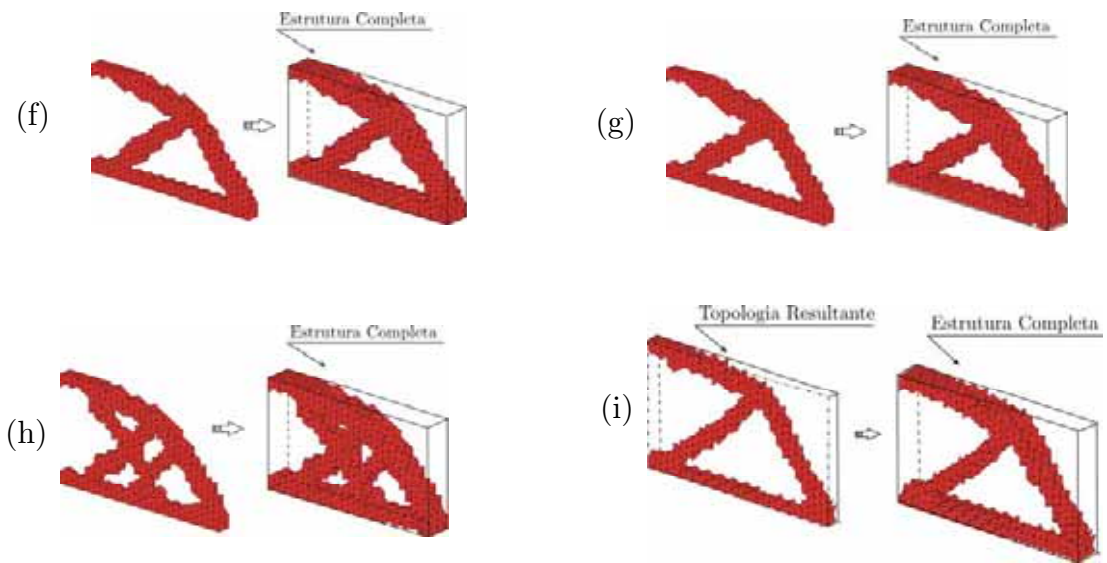 Estrutura Completa
(f)
Estrutura Completa
(g)
Estrutura Completa
(h)
Topologia Resultante
Estrutura Completa
(i)